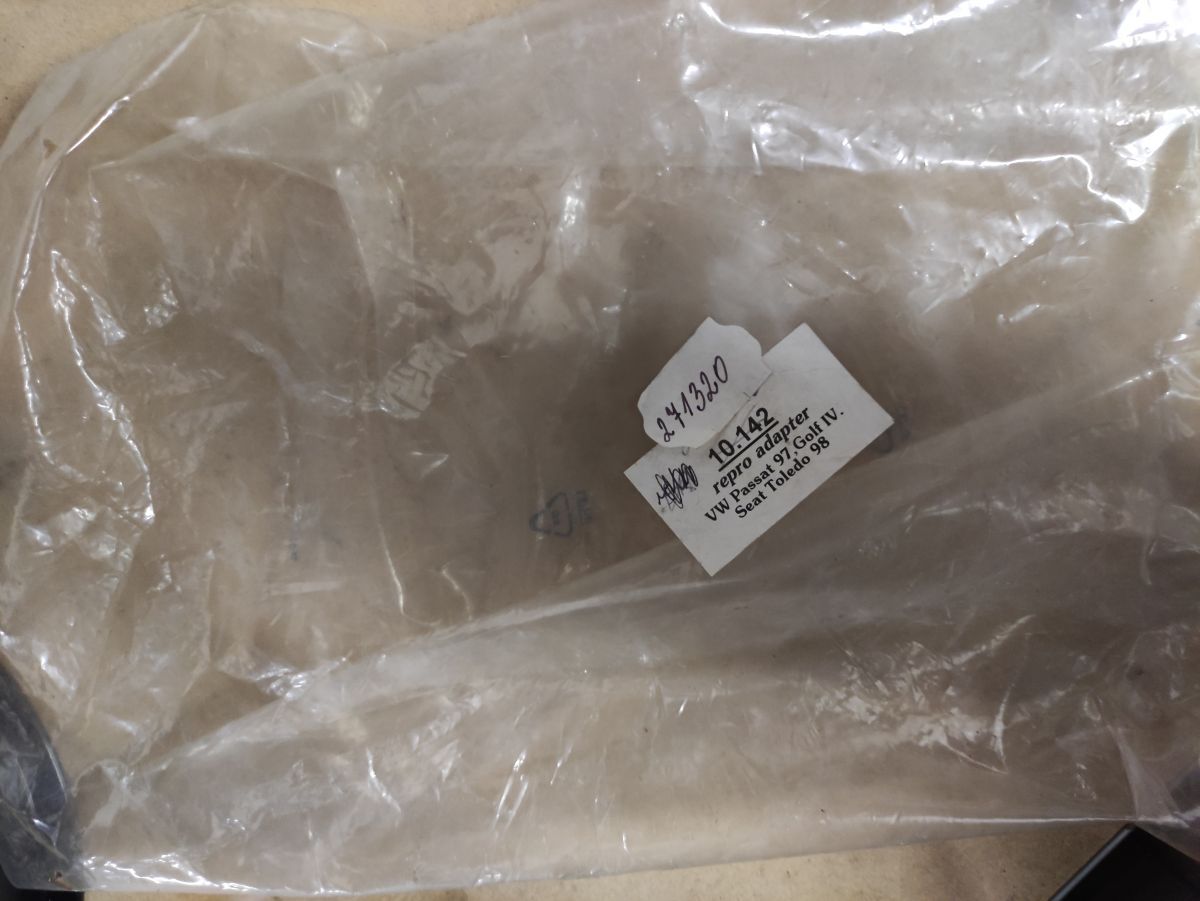 271320
10.142
repro adapter
VW Passat 97,Golf IV.
Seat Toledo 98